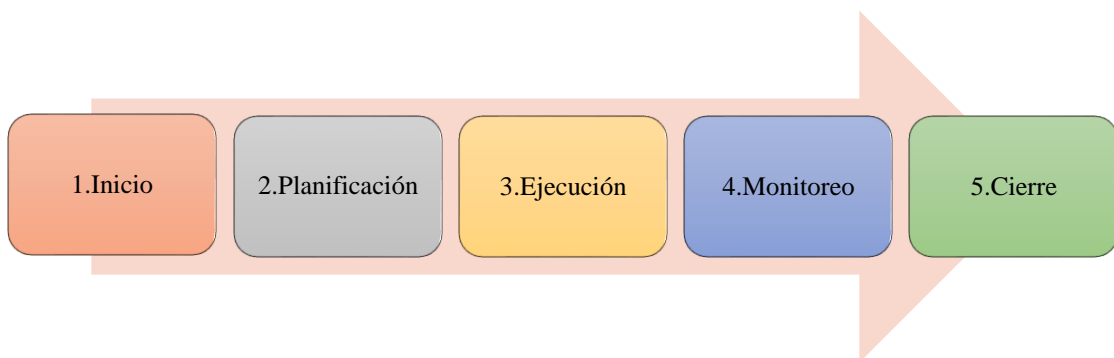 1.Inicio
2.Planificación
3.Ejecución
4.Monitoreo
5.Cierre